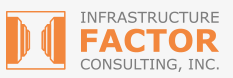 INFRASTRUCTURE
FACTOR
CONSULTING, INC.